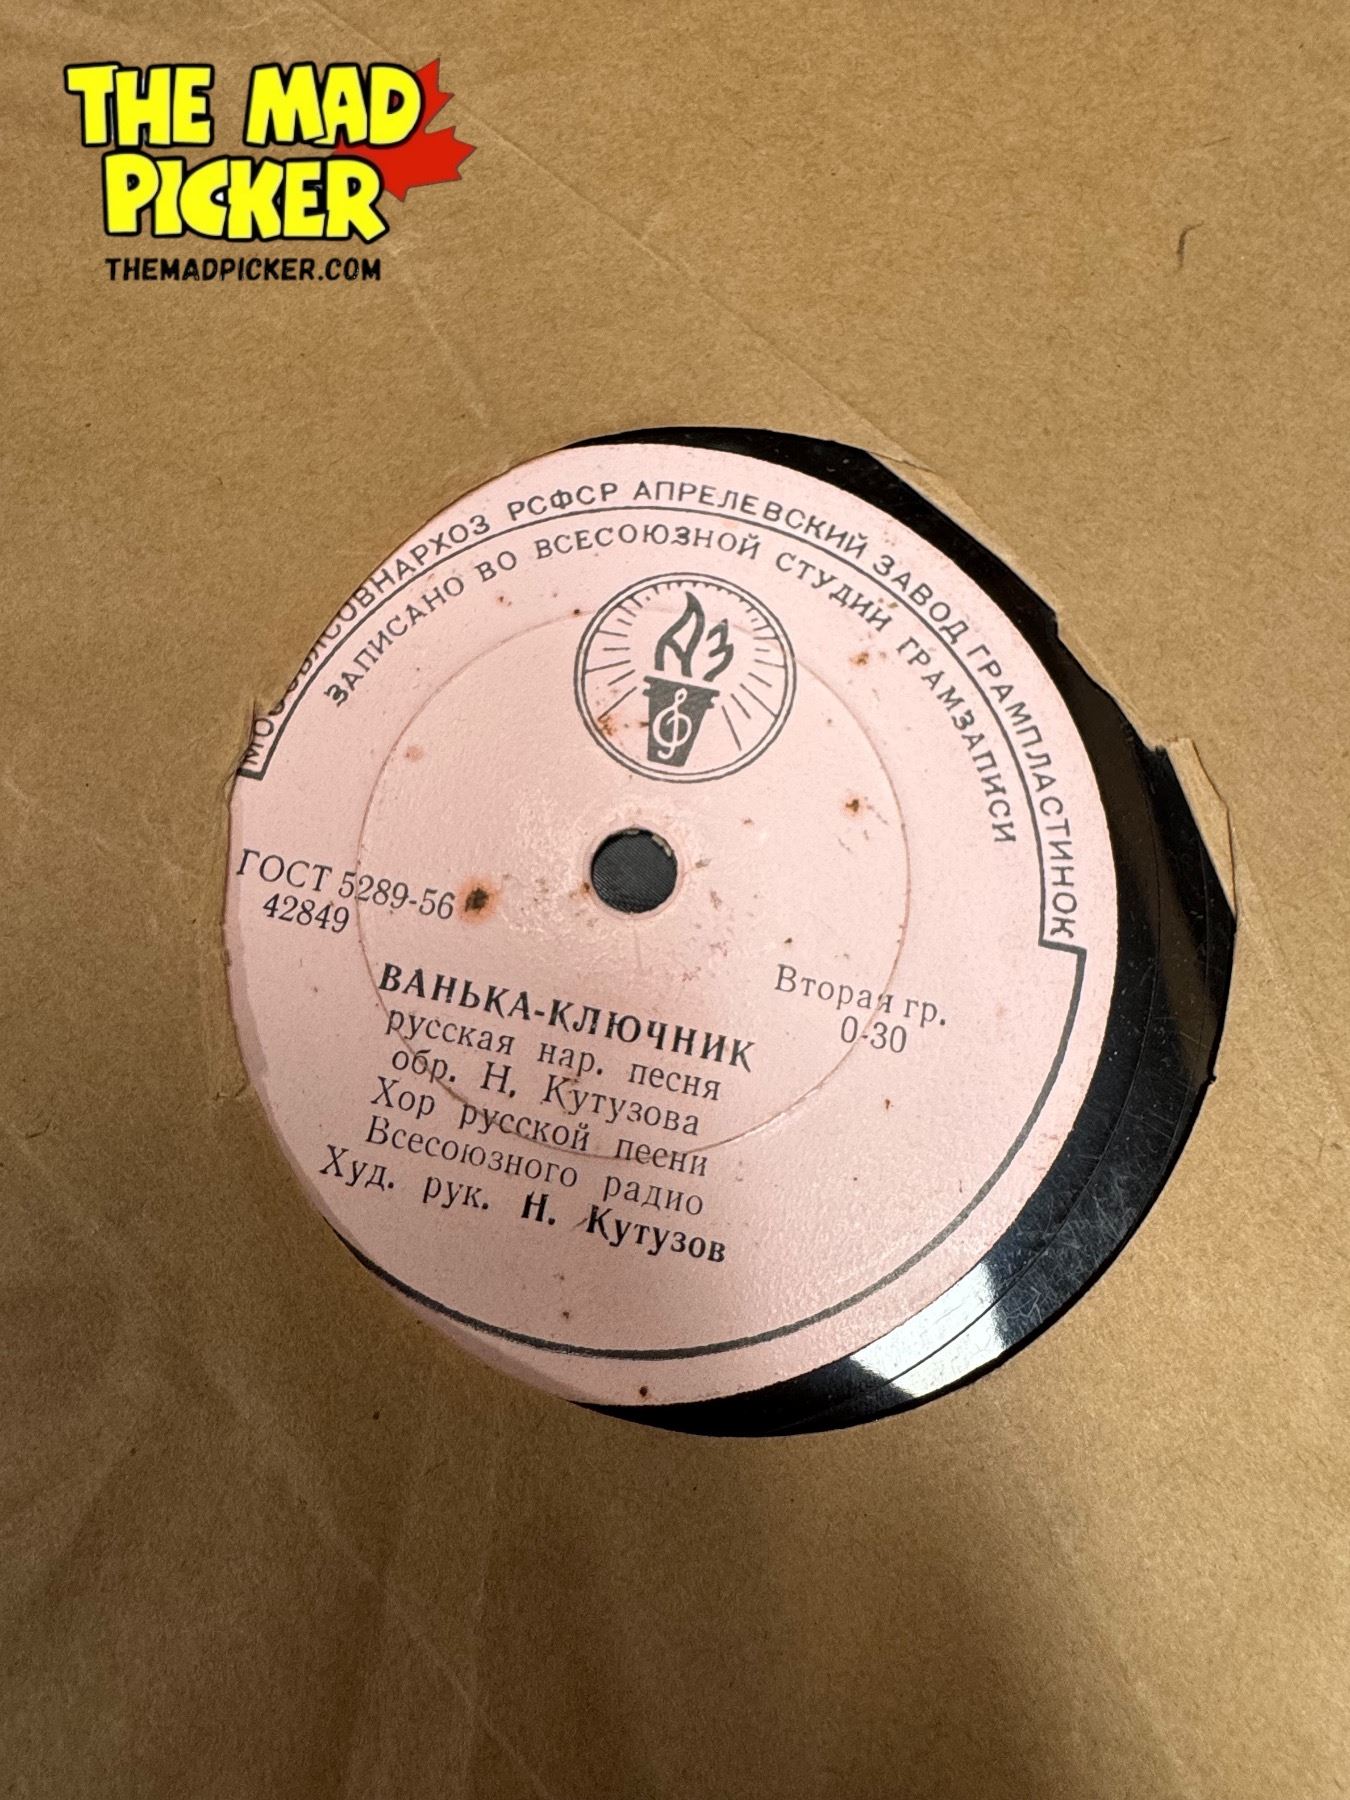 THE MAD
PICKER
THEMADPICKER.COM
МОСОБЛСОВНАРХОЗ РСФСР АПРЕЛЕВСКИЙ ЗАВОД ГРАМПЛАСТИНОК
ЗАПИСАНО ВО ВСЕСОЮЗНОЙ СТУДИИ ГРАМЗАПИСИ
АЗ
ГОСТ 5289-56
42849
Вторая гр.
0-30
ВАНЬКА-КЛЮЧНИК
русская нар. песня
обр. Н. Кутузова
Хор русской песни
Всесоюзного радио
Худ. рук. Н. Кутузов